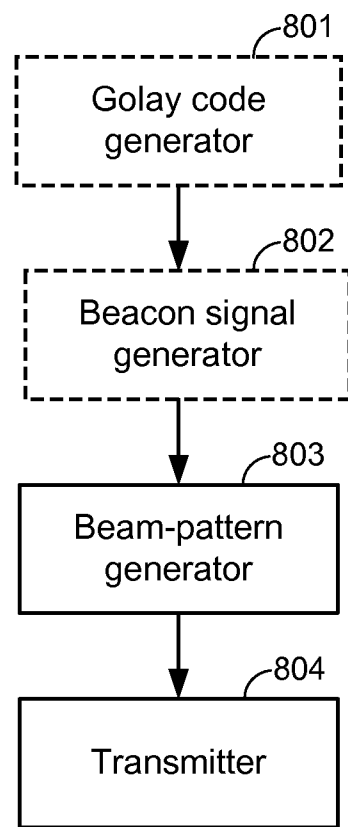 801
Golay code
generator
802
Beacon signal
generator
803
Beam-pattern
generator
804
Transmitter